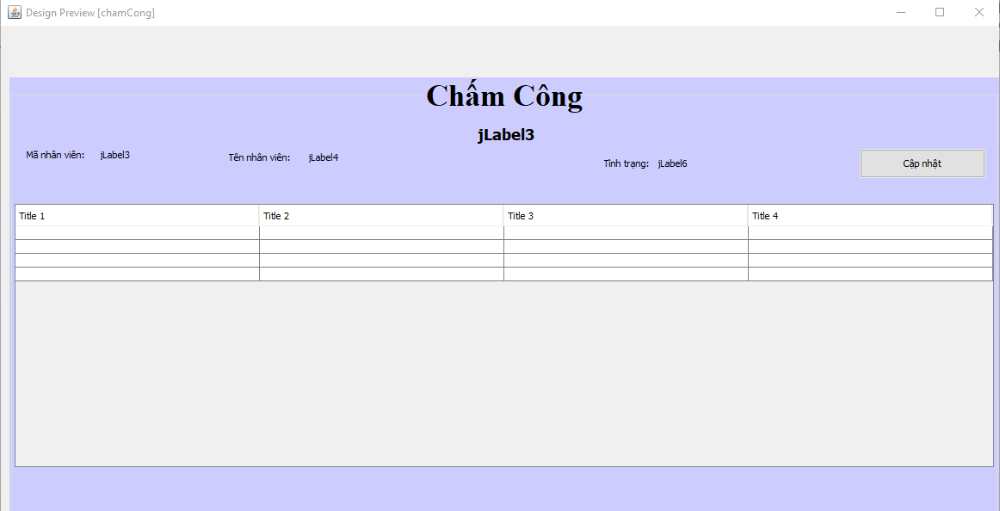 Design Preview [chamCong]
Chấm Công
jLabel3
Mã nhân viên: jLabel3 Tên nhân viên: jLabel4 Tình trạng: jLabel6 Cập nhật
Title 1 Title 2 Title 3 Title 4